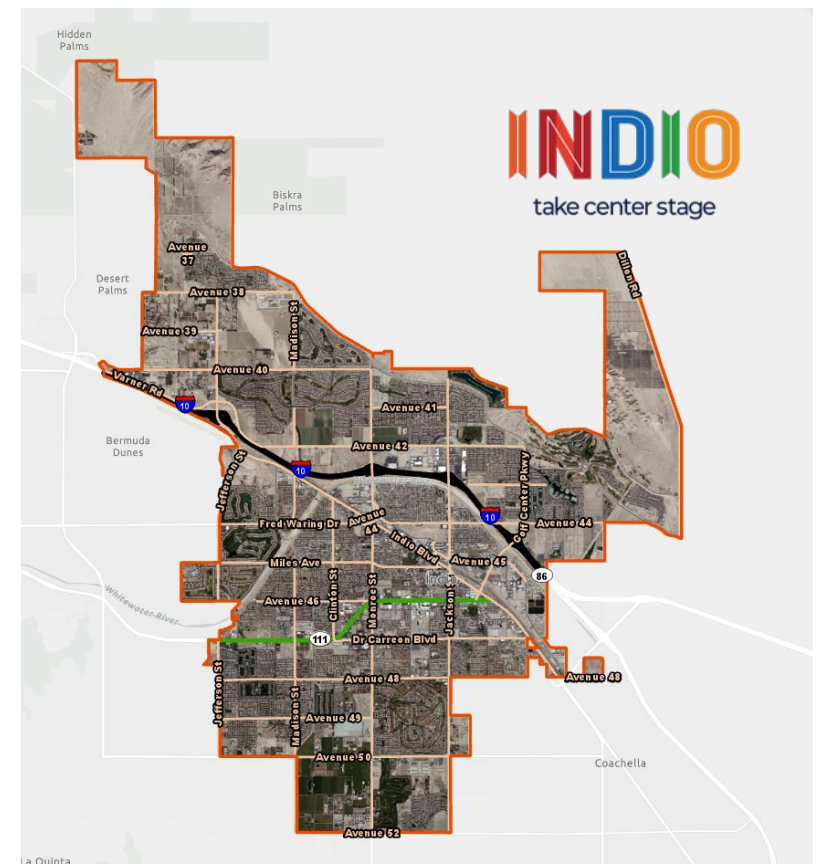 Hidden
Palms
INDIO
take center stage
Biskra
Palms
Avenue
37
Dillon Rd
Desert
Palms
Avenue 38
Madison St
Avenue 39
Avenue 40
Varner Rd
10
Avenue 41
Bermuda
Dunes
Avenue 42
Jefferson St
10
Golf Center Pkwy
10
Fred Waring Dr
Avenue
44
Avenue 44
Indio Blvd
Miles Ave
Avenue 45
Indio
86
Clinton St
Monroe St
Whitewater River
Avenue 46
Jackson
111
Dr Carreon Blvd
Jefferson St
Madison St
Avenue 48
Avenue 48
Avenue 49
Avenue 50
Coachella
Avenue 52
La Quinta